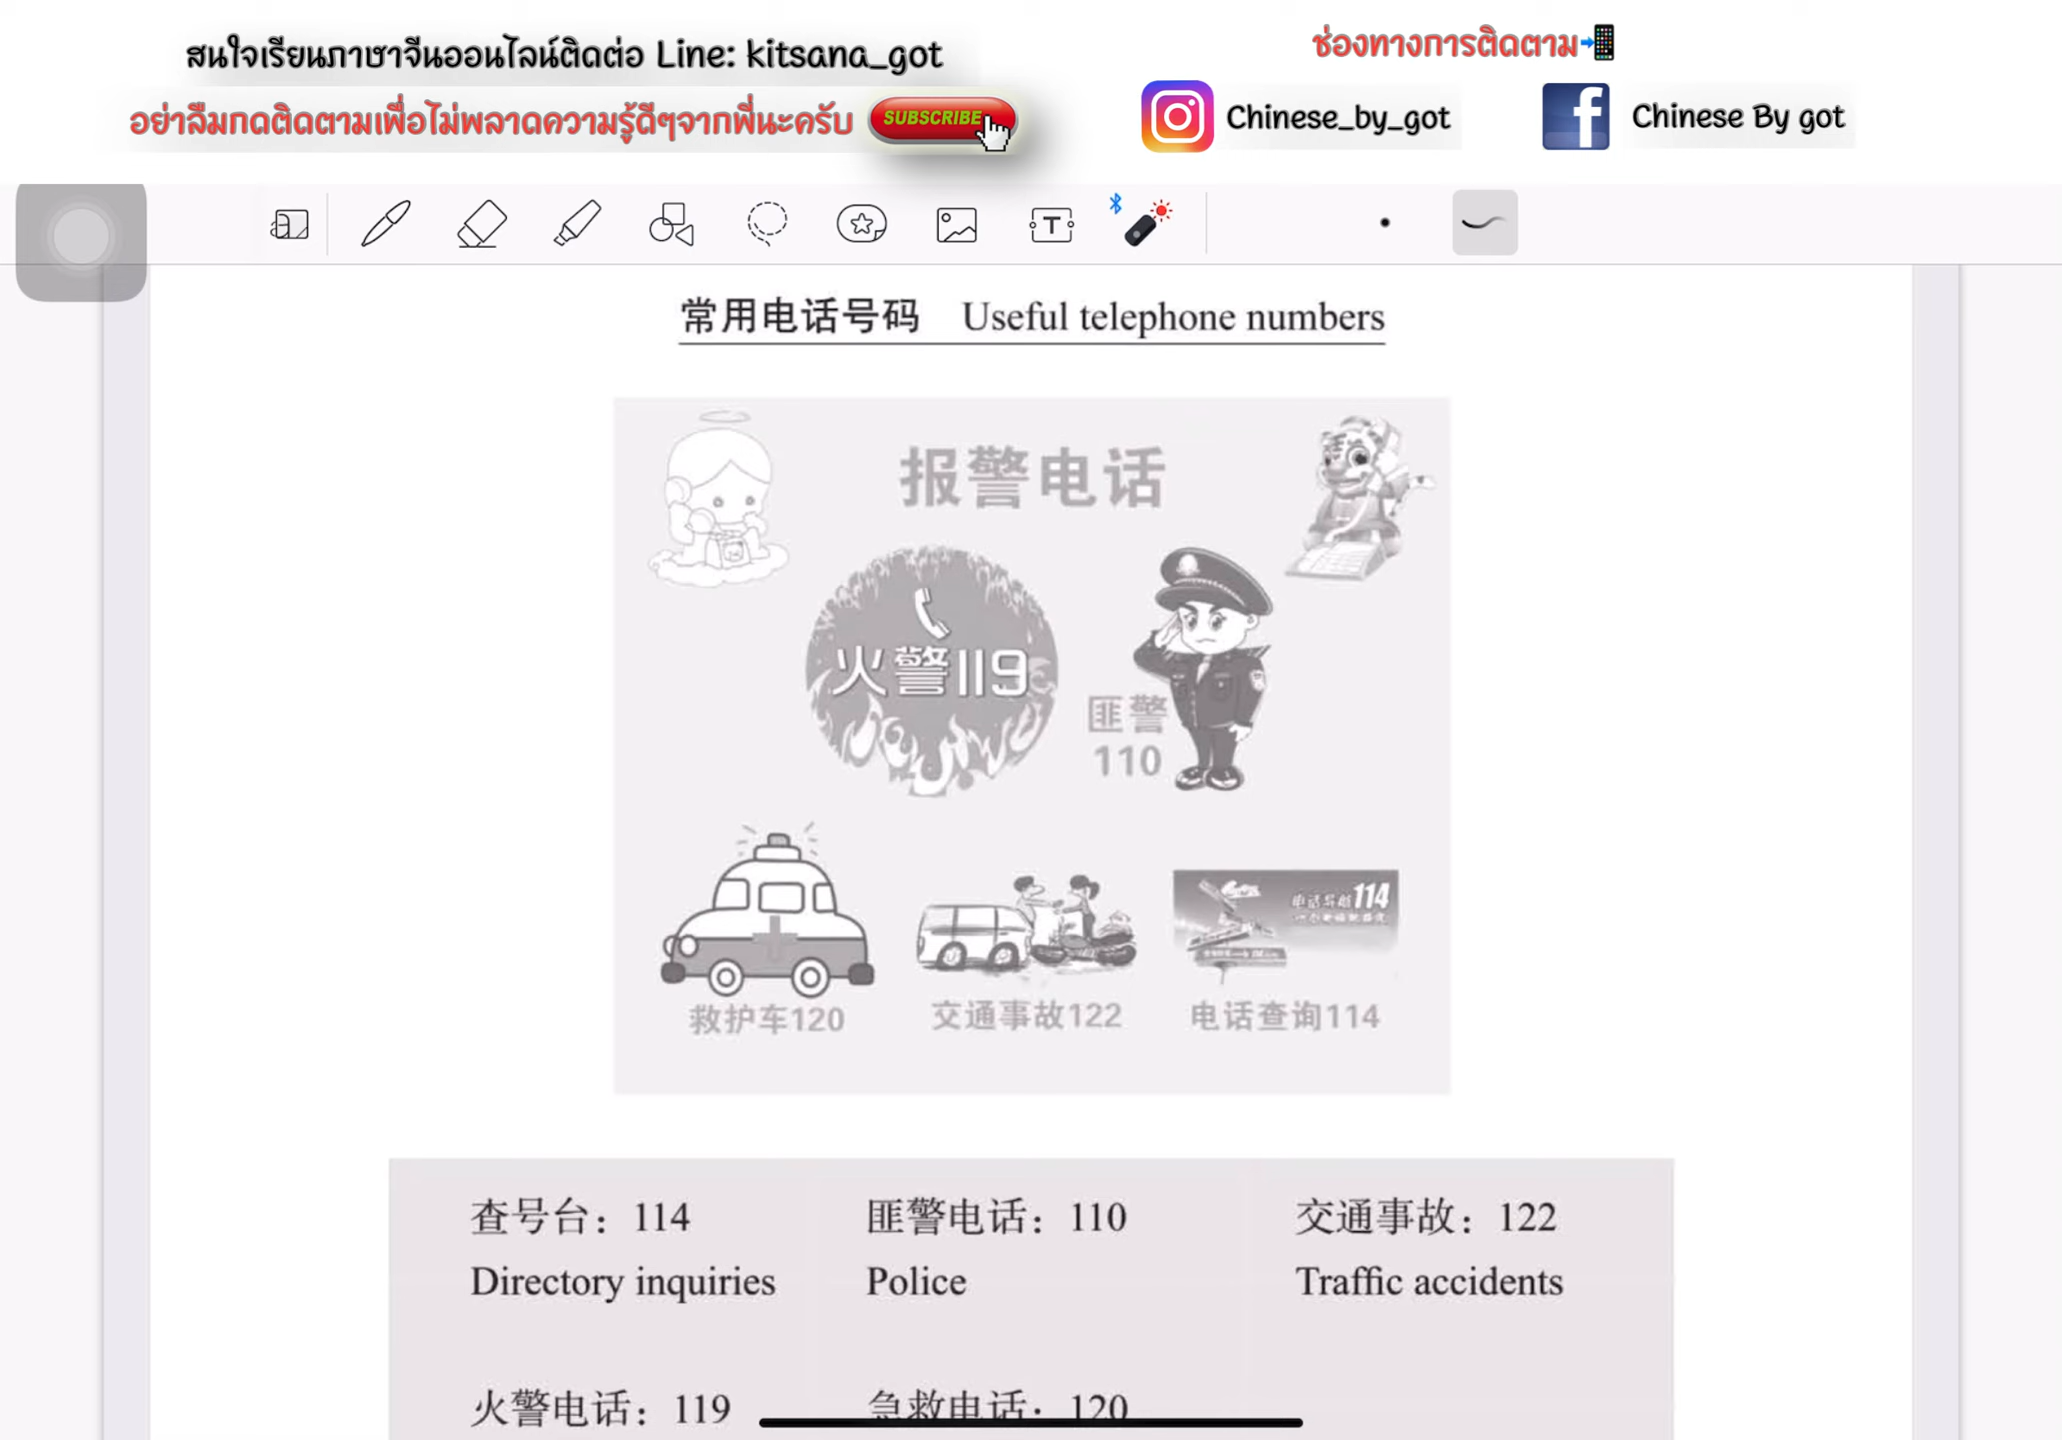 สนใจเรียนภาษาจีนออนไลน์ติดต่อ Line: kitsana_got
ช่องทางการติดตาม
อย่าลืมกดติดตามเพื่อไม่พลาดความรู้ดีๆจากพี่นะครับ SUBSCRIBE
Chinese_by_got
Chinese By got
常用电话号码 Useful telephone numbers
报警电话
火警119
匪警
110
电话导航114
救护车120
交通事故122
电话查询114
查号台：114 匪警电话：110 交通事故：122
Directory inquiries Police Traffic accidents
火警电话：119 急救电话：120